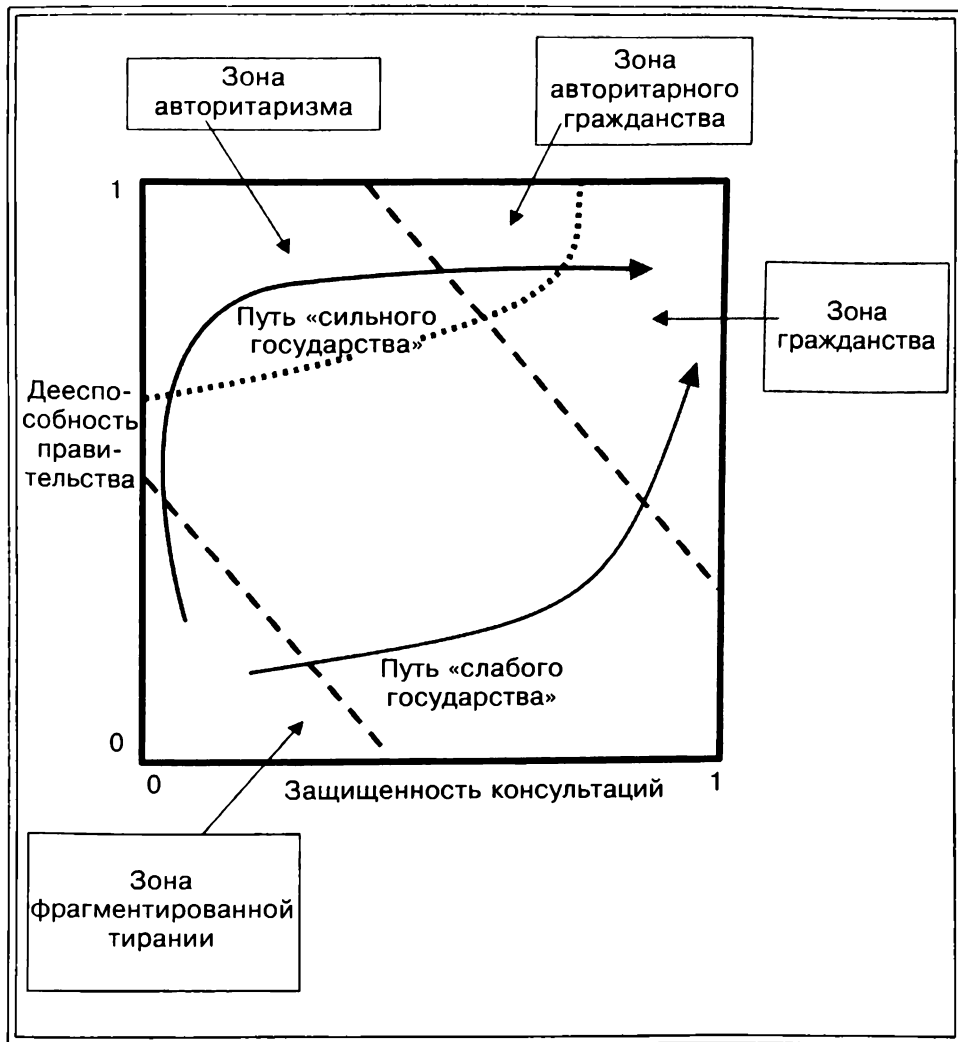 Зона
авторитаризма
Зона
авторитарного
гражданства
1
Путь «сильного
государства»
Зона
гражданства
Дееспо-
собность
прави-
тельства
Путь «слабого
государства»
0
0
Защищенность консультаций
1
Зона
фрагментированной
тирании